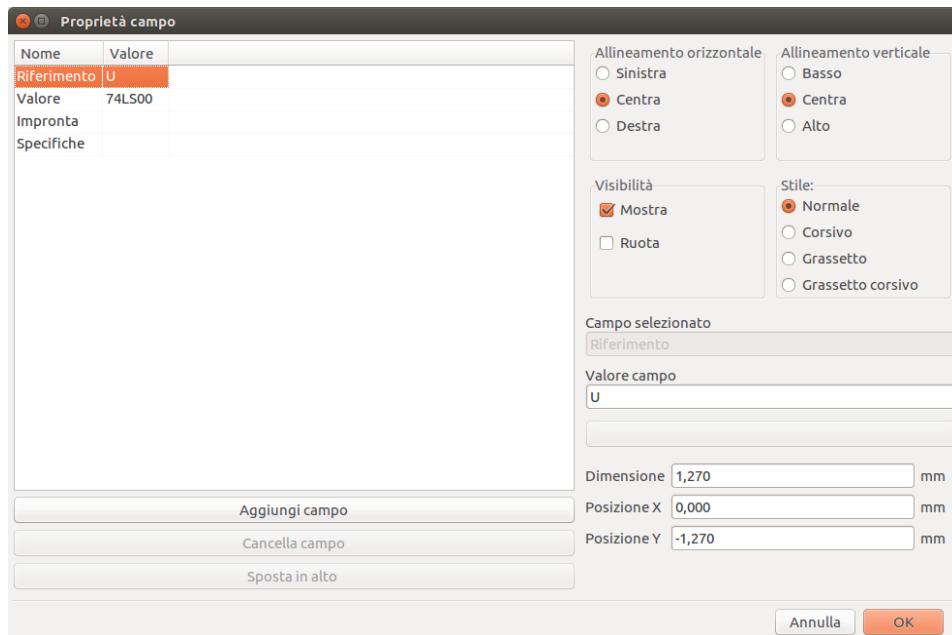 Proprietà campo
Nome Valore
Riferimento U
Valore 74LS00
Impronta
Specifiche
Aggiungi campo
Cancella campo
Sposta in alto
Allineamento orizzontale
Sinistra
Centra
Destra
Allineamento verticale
Basso
Centra
Alto
Visibilità
Mostra
Ruota
Stile:
Normale
Corsivo
Grassetto
Grassetto corsivo
Campo selezionato
Riferimento
Valore campo
U
Dimensione 1,270 mm
Posizione X 0,000 mm
Posizione Y -1,270 mm
Annulla OK